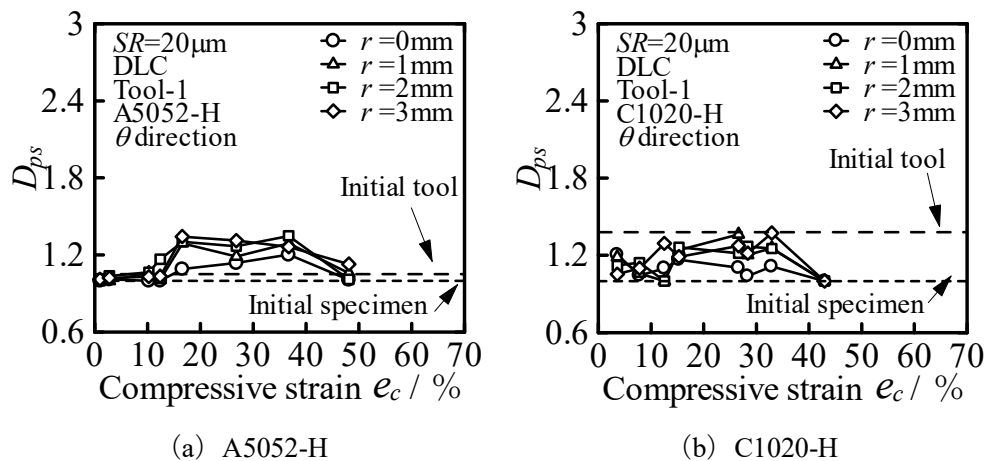 3
2.4
1.8
1.2
0.6
D_ps
SR=20μm
DLC
Tool-1
A5052-H
θ direction
r =0mm
r =1mm
r =2mm
r =3mm
Initial tool
Initial specimen
0 10 20 30 40 50 60 70
Compressive strain e_c / %
(a) A5052-H
3
2.4
1.8
1.2
0.6
D_ps
SR=20μm
DLC
Tool-1
C1020-H
θ direction
r =0mm
r =1mm
r =2mm
r =3mm
Initial tool
Initial specimen
0 10 20 30 40 50 60 70
Compressive strain e_c / %
(b) C1020-H